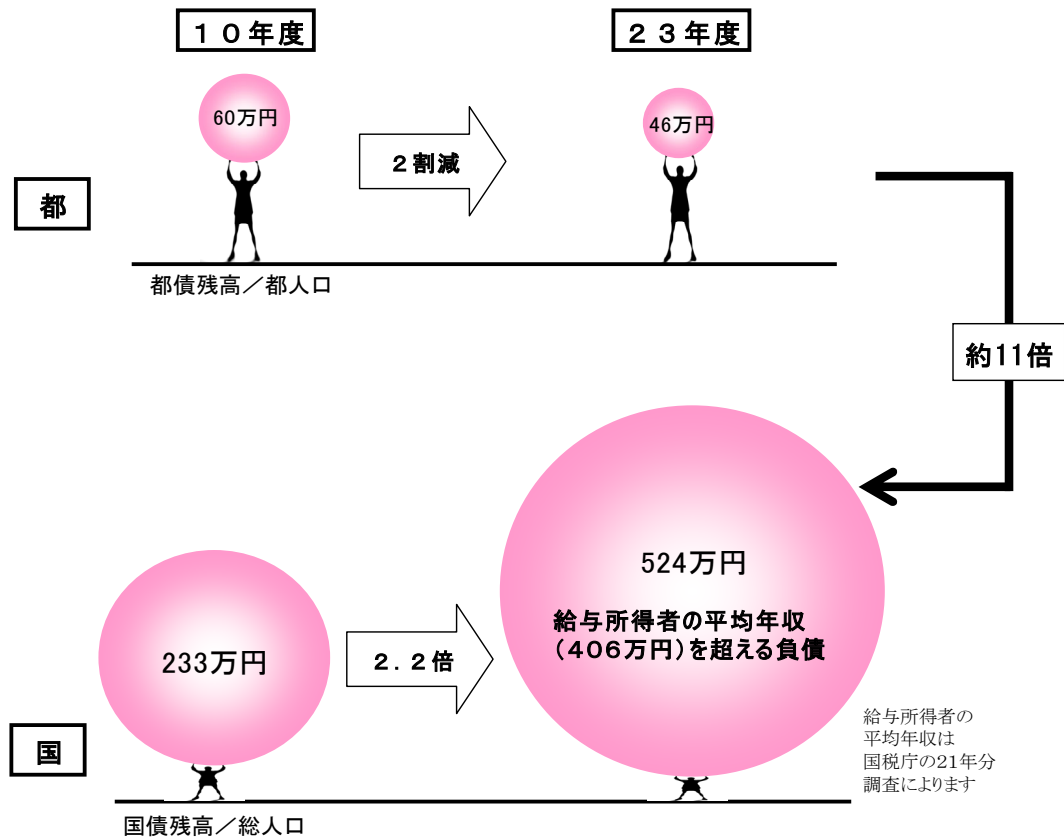 １０年度
２３年度
60万円
46万円
２割減
都
都債残高／都人口
約11倍
524万円
給与所得者の平均年収
（４０６万円）を超える負債
233万円
２．２倍
国
給与所得者の
平均年収は
国税庁の21年分
調査によります
国債残高／総人口